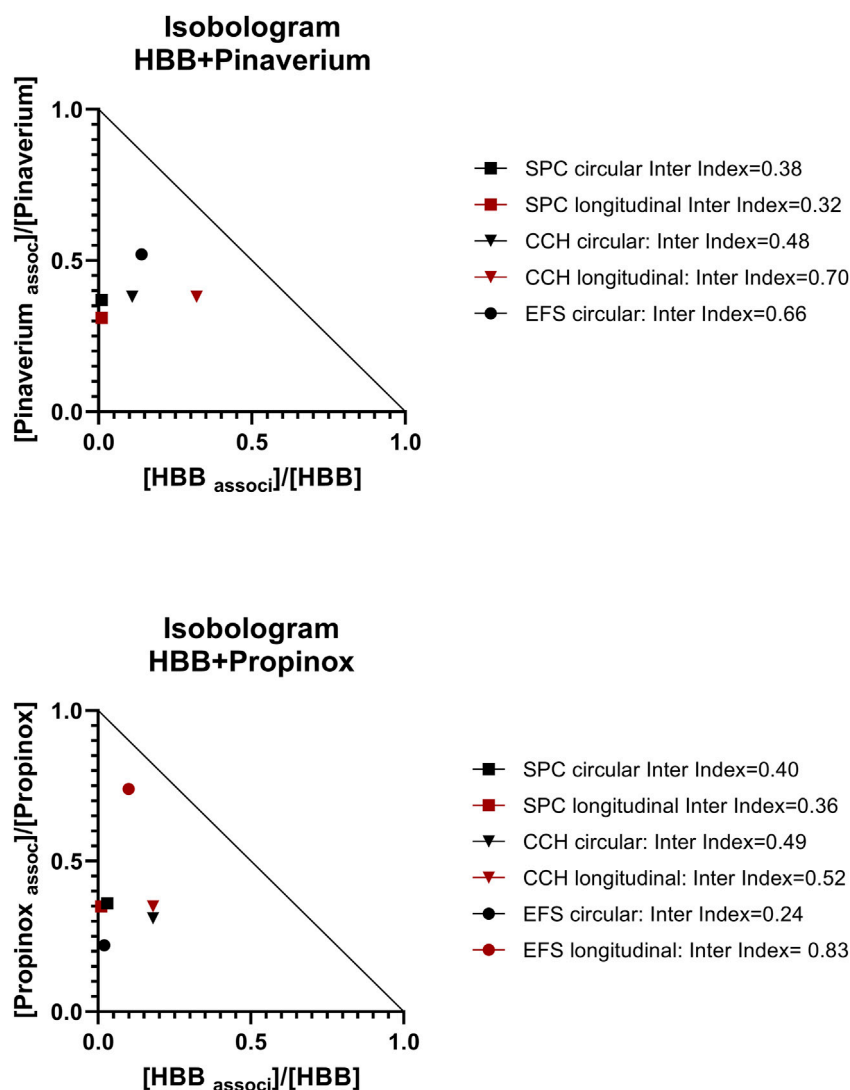 Isobologram
HBB+Pinaverium
[Pinaverium assoc]/[Pinaverium]
1.0
0.5
0.0
0.0
0.5
1.0
[HBB associ]/[HBB]
SPC circular Inter Index=0.38
SPC longitudinal Inter Index=0.32
CCH circular: Inter Index=0.48
CCH longitudinal: Inter Index=0.70
EFS circular: Inter Index=0.66
Isobologram
HBB+Propinox
[Propinox assoc]/[Propinox]
1.0
0.5
0.0
0.0
0.5
1.0
[HBB associ]/[HBB]
SPC circular Inter Index=0.40
SPC longitudinal Inter Index=0.36
CCH circular: Inter Index=0.49
CCH longitudinal: Inter Index=0.52
EFS circular: Inter Index=0.24
EFS longitudinal: Inter Index= 0.83